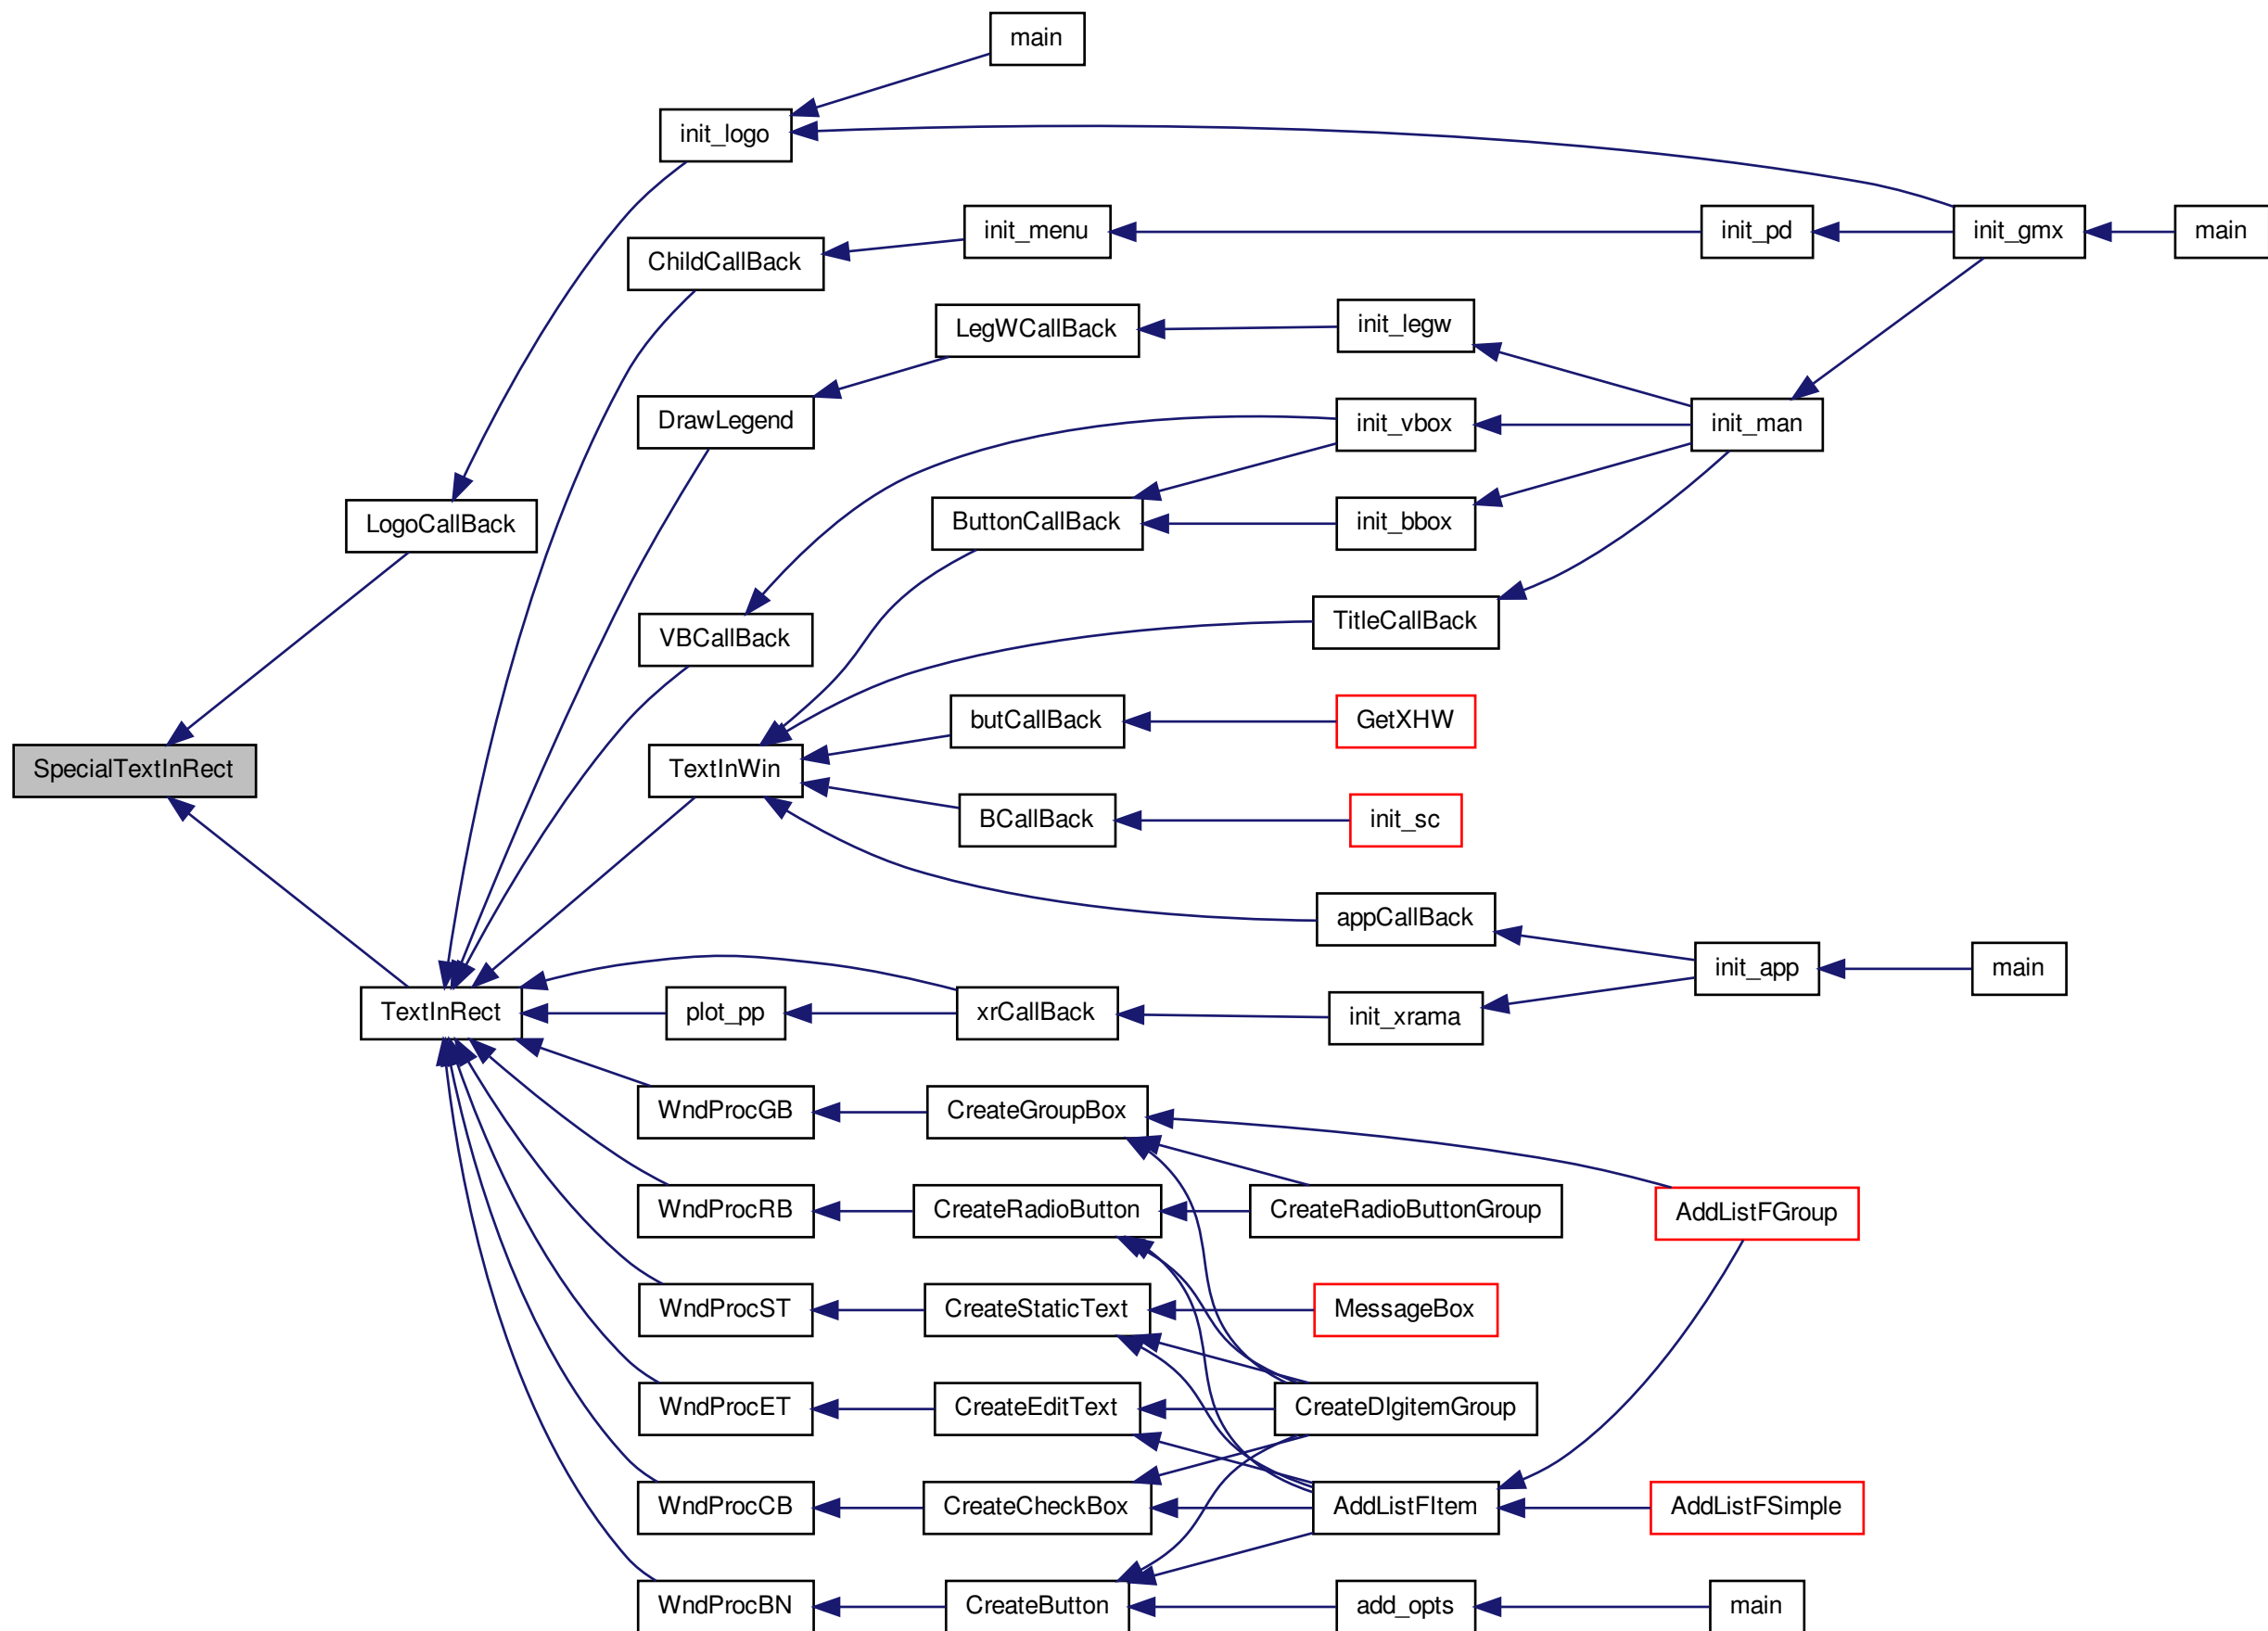 main
init_logo
init_menu
init_pd
init_gmx
main
ChildCallBack
LegWCallBack
init_legw
DrawLegend
init_vbox
init_man
LogoCallBack
ButtonCallBack
init_bbox
VBCallBack
TitleCallBack
butCallBack
GetXHW
SpecialTextInRect
TextInWin
BCallBack
init_sc
appCallBack
init_app
main
TextInRect
plot_pp
xrCallBack
init_xrama
WndProcGB
CreateGroupBox
WndProcRB
CreateRadioButton
CreateRadioButtonGroup
AddListFGroup
WndProcST
CreateStaticText
MessageBox
WndProcET
CreateEditText
CreateDlgitemGroup
WndProcCB
CreateCheckBox
AddListFItem
AddListFSimple
WndProcBN
CreateButton
add_opts
main